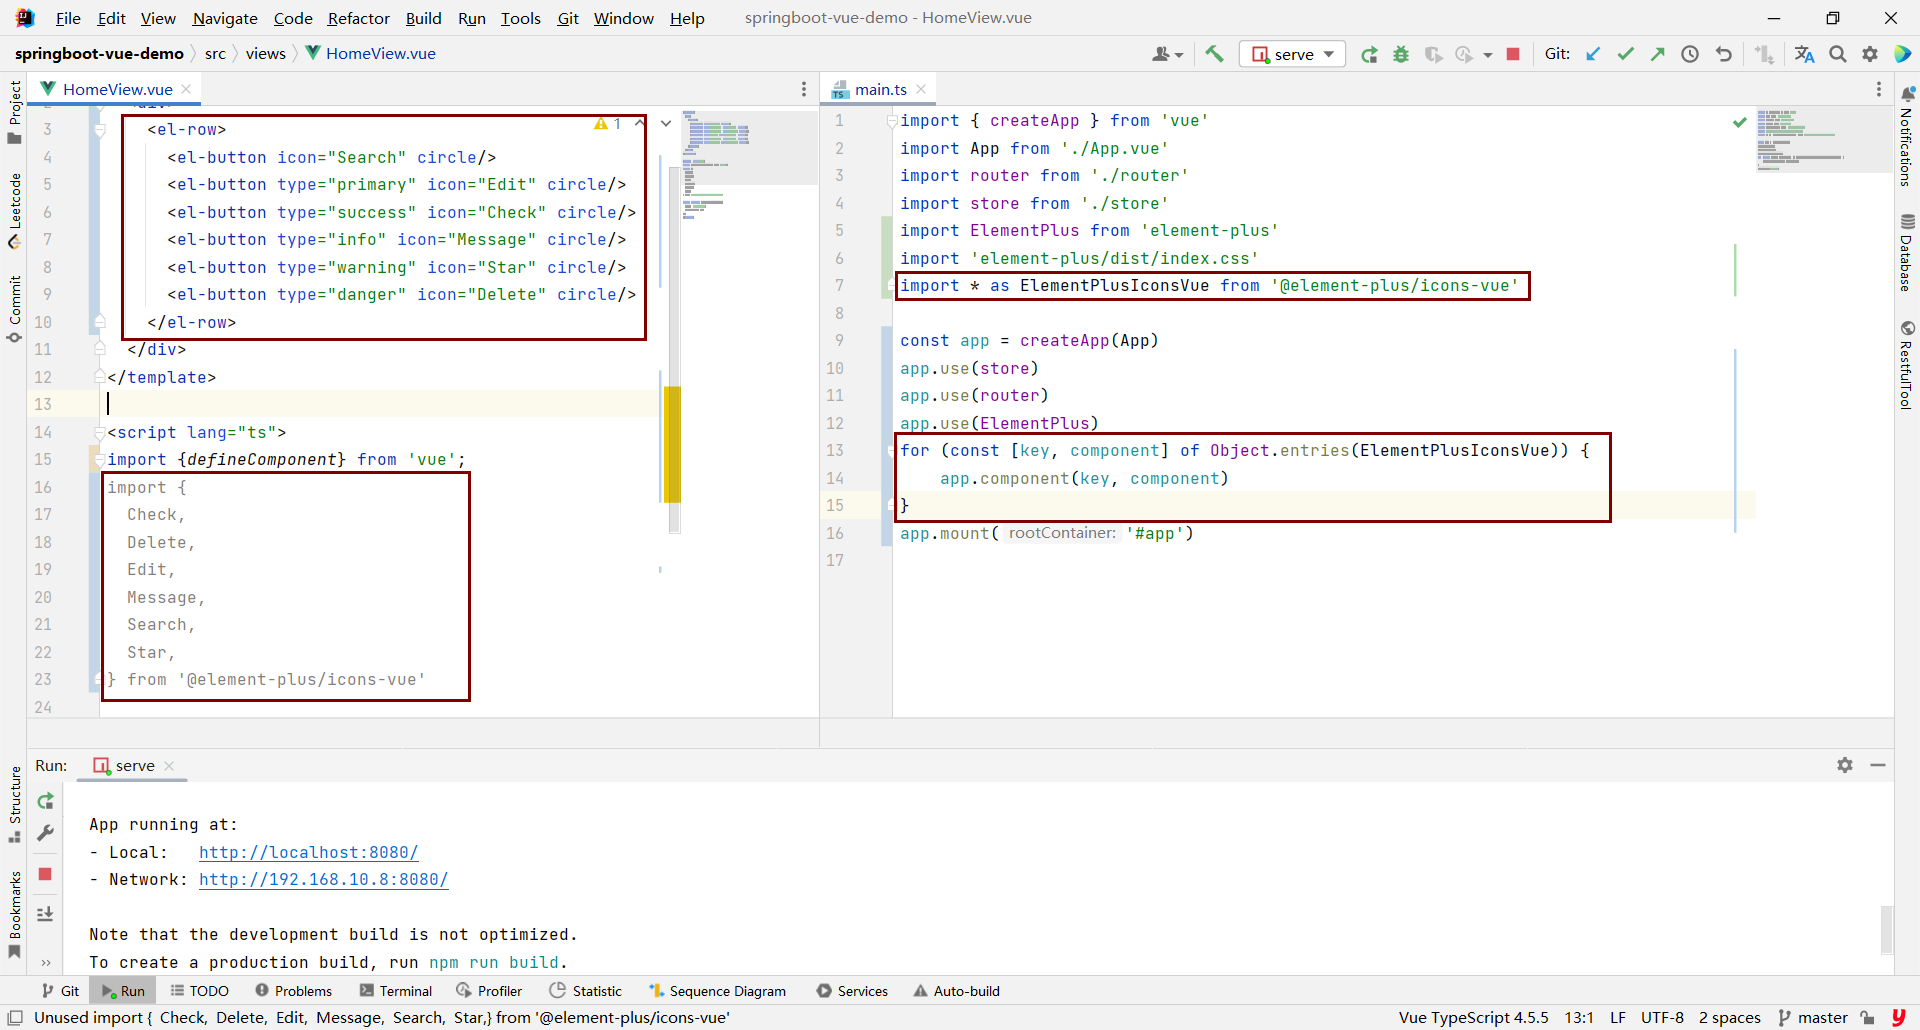 File Edit View Navigate Code Refactor Build Run Tools Git Window Help springboot-vue-demo - HomeView.vue
springboot-vue-demo src views HomeView.vue serve Git:
Project
Leetcode
Commit
Structure
Bookmarks
HomeView.vue
1
3 <el-row>
4 <el-button icon="Search" circle/>
5 <el-button type="primary" icon="Edit" circle/>
6 <el-button type="success" icon="Check" circle/>
7 <el-button type="info" icon="Message" circle/>
8 <el-button type="warning" icon="Star" circle/>
9 <el-button type="danger" icon="Delete" circle/>
10 </el-row>
11 </div>
12 </template>
13
14 <script lang="ts">
15 import {defineComponent} from 'vue';
16 import {
17 Check,
18 Delete,
19 Edit,
20 Message,
21 Search,
22 Star,
23 } from '@element-plus/icons-vue'
24
main.ts
1 import { createApp } from 'vue'
2 import App from './App.vue'
3 import router from './router'
4 import store from './store'
5 import ElementPlus from 'element-plus'
6 import 'element-plus/dist/index.css'
7 import * as ElementPlusIconsVue from '@element-plus/icons-vue'
8
9 const app = createApp(App)
10 app.use(store)
11 app.use(router)
12 app.use(ElementPlus)
13 for (const [key, component] of Object.entries(ElementPlusIconsVue)) {
14 app.component(key, component)
15 }
16 app.mount( rootContainer: '#app')
17
Notifications
Database
RestfulTool
Run: serve
App running at:
- Local: http://localhost:8080/
- Network: http://192.168.10.8:8080/
Note that the development build is not optimized.
To create a production build, run npm run build.
Git Run TODO Problems Terminal Profiler Statistic Sequence Diagram Services Auto-build
Unused import { Check, Delete, Edit, Message, Search, Star,} from '@element-plus/icons-vue' Vue TypeScript 4.5.5 13:1 LF UTF-8 2 spaces master